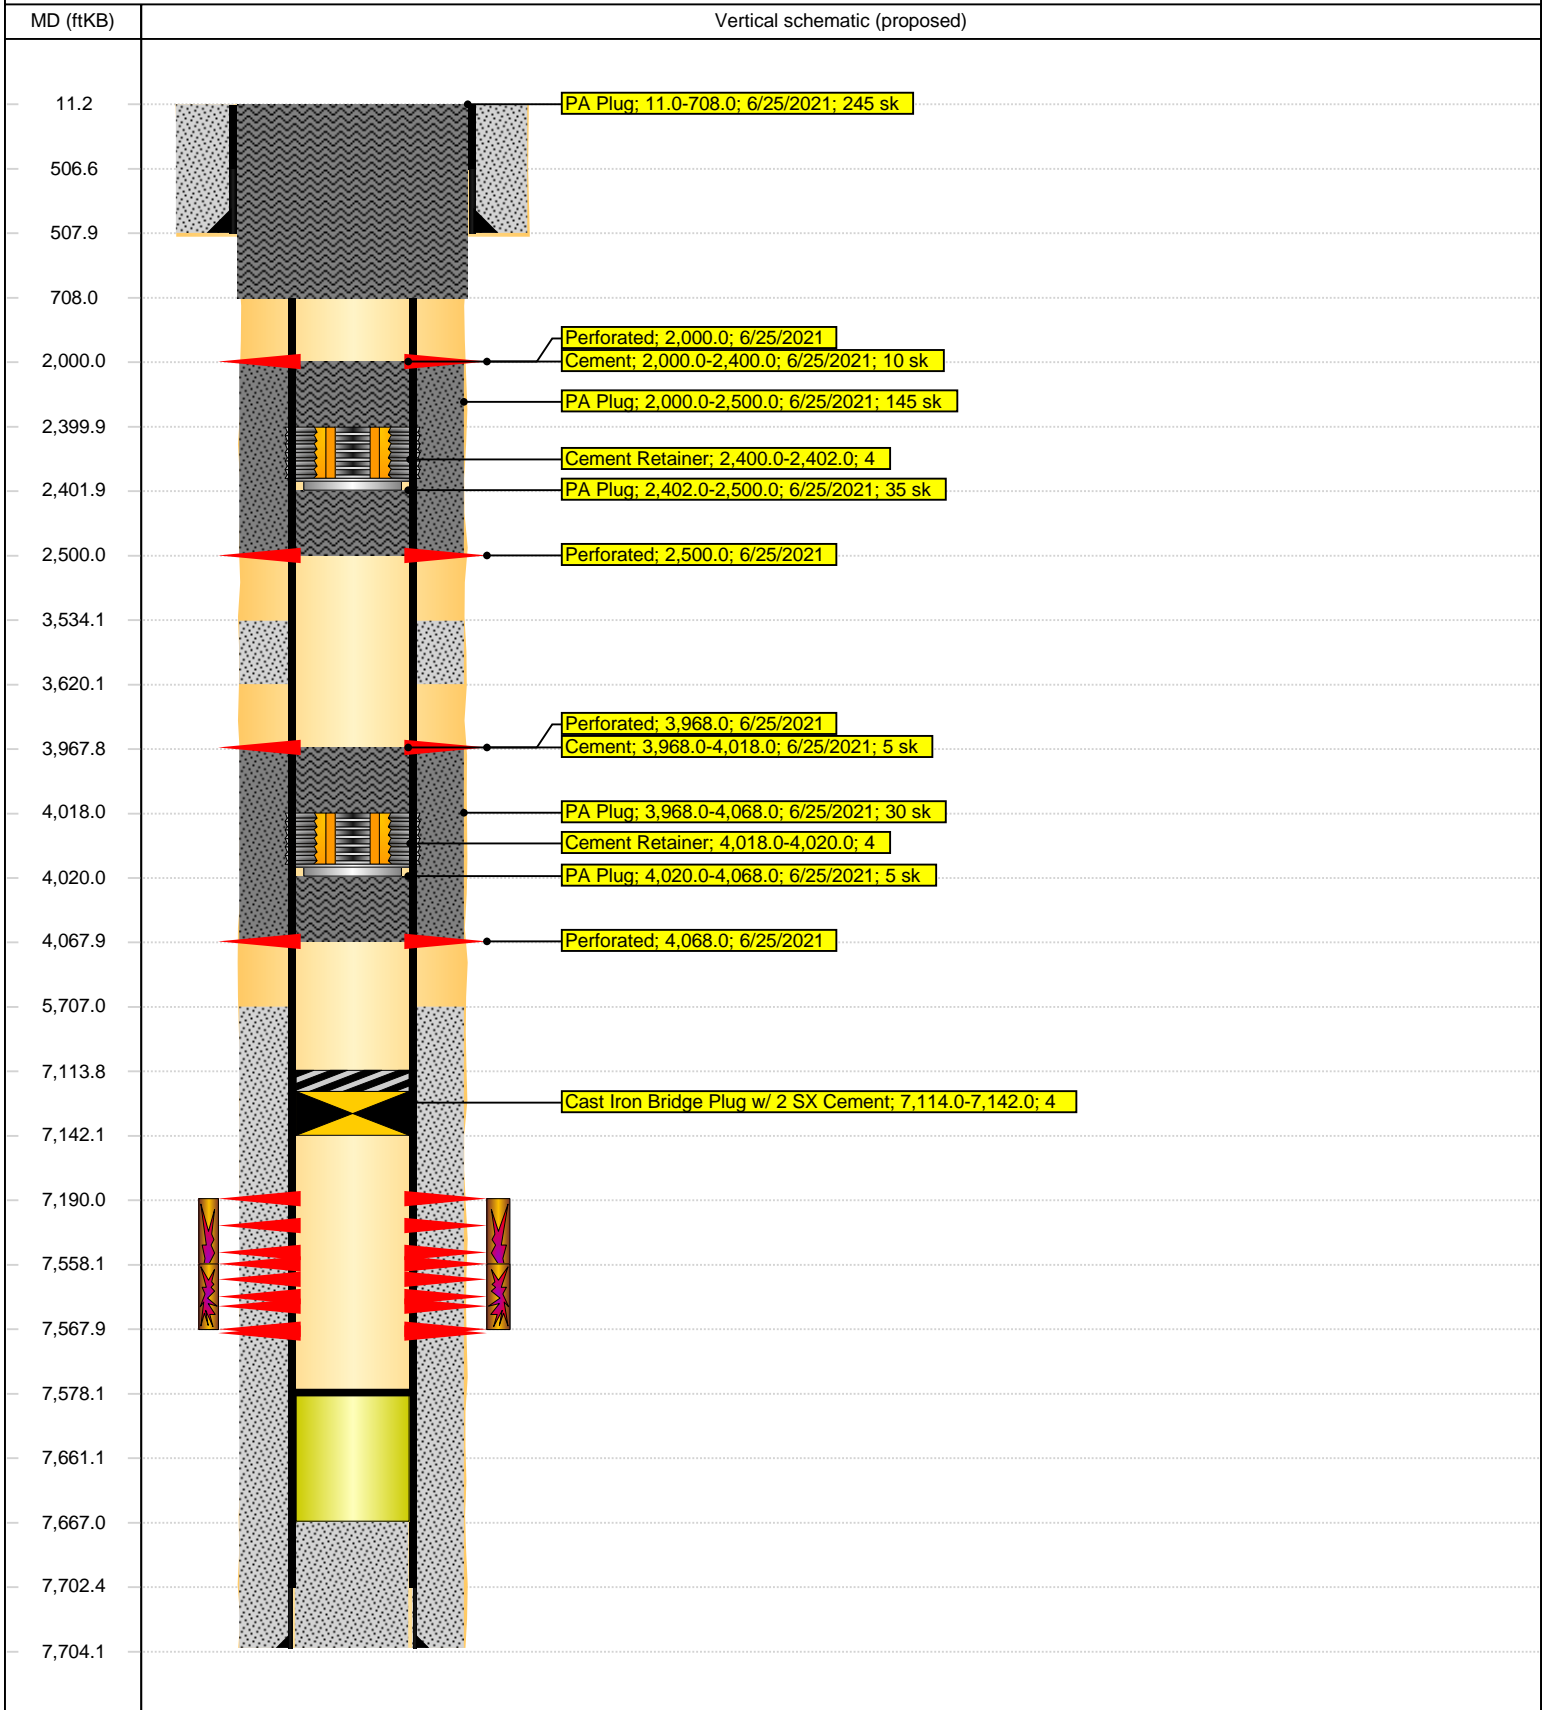 MD (ftKB)
Vertical schematic (proposed)
11.2
PA Plug; 11.0-708.0; 6/25/2021; 245 sk
506.6
507.9
708.0
Perforated; 2,000.0; 6/25/2021
2,000.0
Cement; 2,000.0-2,400.0; 6/25/2021; 10 sk
PA Plug; 2,000.0-2,500.0; 6/25/2021; 145 sk
2,399.9
Cement Retainer; 2,400.0-2,402.0; 4
2,401.9
PA Plug; 2,402.0-2,500.0; 6/25/2021; 35 sk
2,500.0
Perforated; 2,500.0; 6/25/2021
3,534.1
3,620.1
Perforated; 3,968.0; 6/25/2021
3,967.8
Cement; 3,968.0-4,018.0; 6/25/2021; 5 sk
4,018.0
PA Plug; 3,968.0-4,068.0; 6/25/2021; 30 sk
Cement Retainer; 4,018.0-4,020.0; 4
4,020.0
PA Plug; 4,020.0-4,068.0; 6/25/2021; 5 sk
4,067.9
Perforated; 4,068.0; 6/25/2021
5,707.0
7,113.8
Cast Iron Bridge Plug w/ 2 SX Cement; 7,114.0-7,142.0; 4
7,142.1
7,190.0
7,558.1
7,567.9
7,578.1
7,661.1
7,667.0
7,702.4
7,704.1